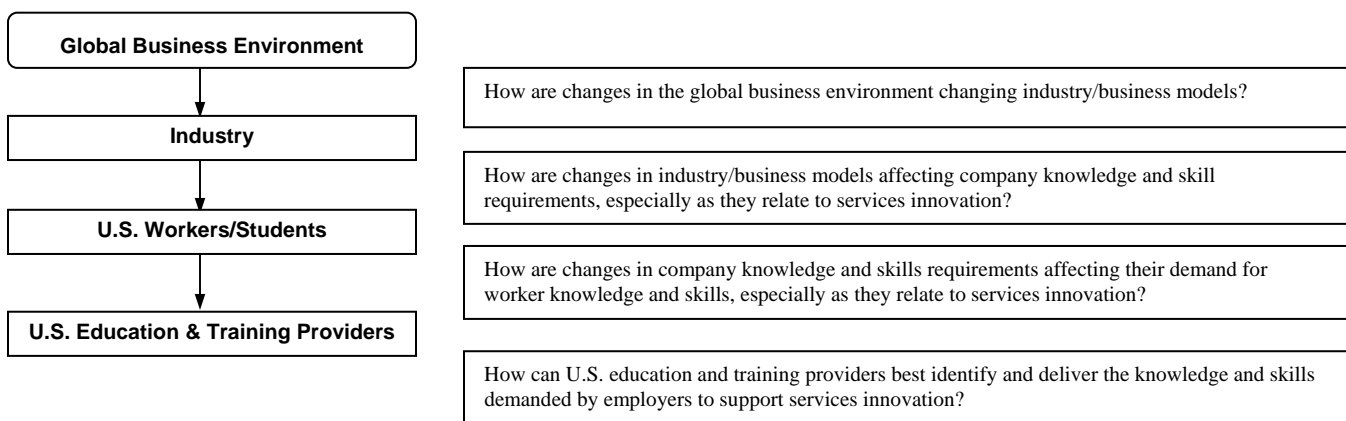 Global Business Environment
Industry
U.S. Workers/Students
U.S. Education & Training Providers
How are changes in the global business environment changing industry/business models?
How are changes in industry/business models affecting company knowledge and skill
requirements, especially as they relate to services innovation?
How are changes in company knowledge and skills requirements affecting their demand for
worker knowledge and skills, especially as they relate to services innovation?
How can U.S. education and training providers best identify and deliver the knowledge and skills
demanded by employers to support services innovation?